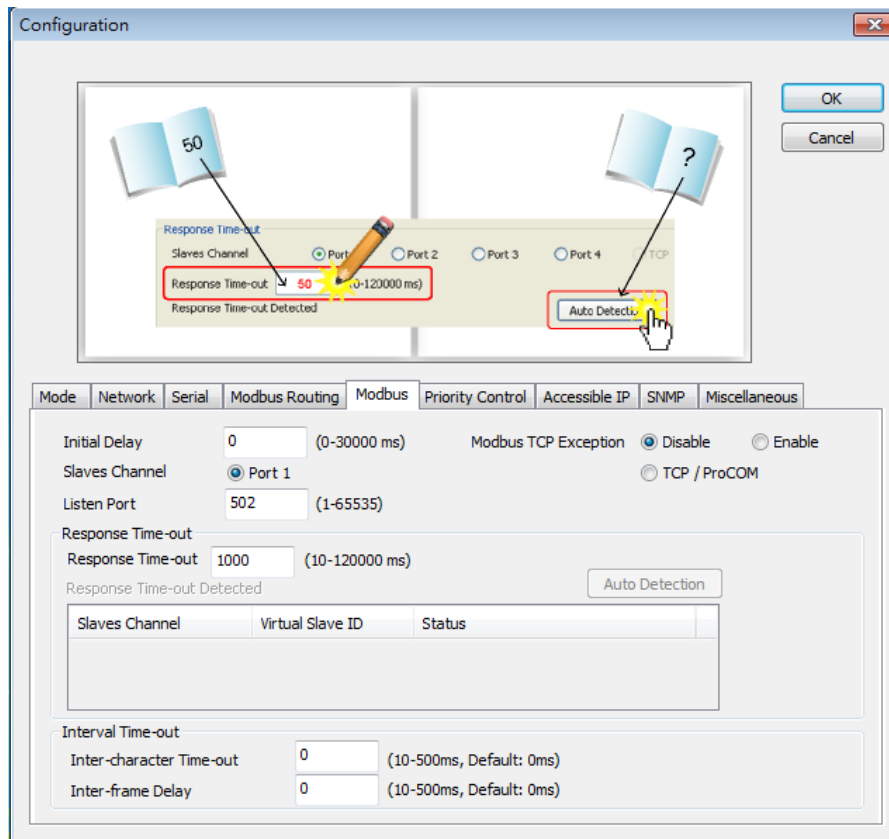 Configuration
OK
Cancel
50
?
Response Time-out
Slaves Channel Port Port 2 Port 3 Port 4 TCP
Response Time-out 50 0-120000 ms)
Response Time-out Detected Auto Detecti
Mode Network Serial Modbus Routing Modbus Priority Control Accessible IP SNMP Miscellaneous
Initial Delay 0 (0-30000 ms) Modbus TCP Exception Disable Enable
Slaves Channel Port 1 TCP / ProCOM
Listen Port 502 (1-65535)
Response Time-out
Response Time-out 1000 (10-120000 ms)
Response Time-out Detected Auto Detection
Slaves Channel Virtual Slave ID Status
Interval Time-out
Inter-character Time-out 0 (10-500ms, Default: 0ms)
Inter-frame Delay 0 (10-500ms, Default: 0ms)